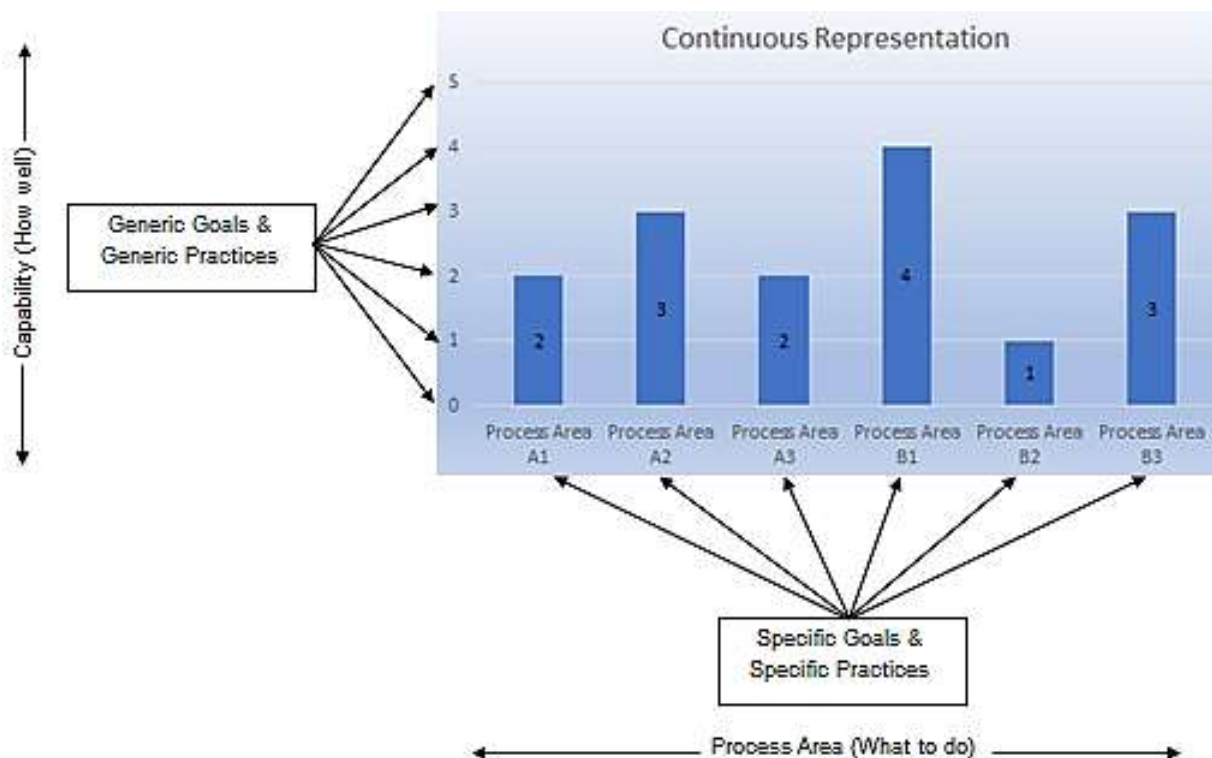 Continuous Representation
Capability (How well)
5
4
3
2
1
0
Generic Goals &
Generic Practices
2
3
2
4
1
3
Process Area
A1
Process Area
A2
Process Area
A3
Process Area
B1
Process Area
B2
Process Area
B3
Specific Goals &
Specific Practices
Process Area (What to do)